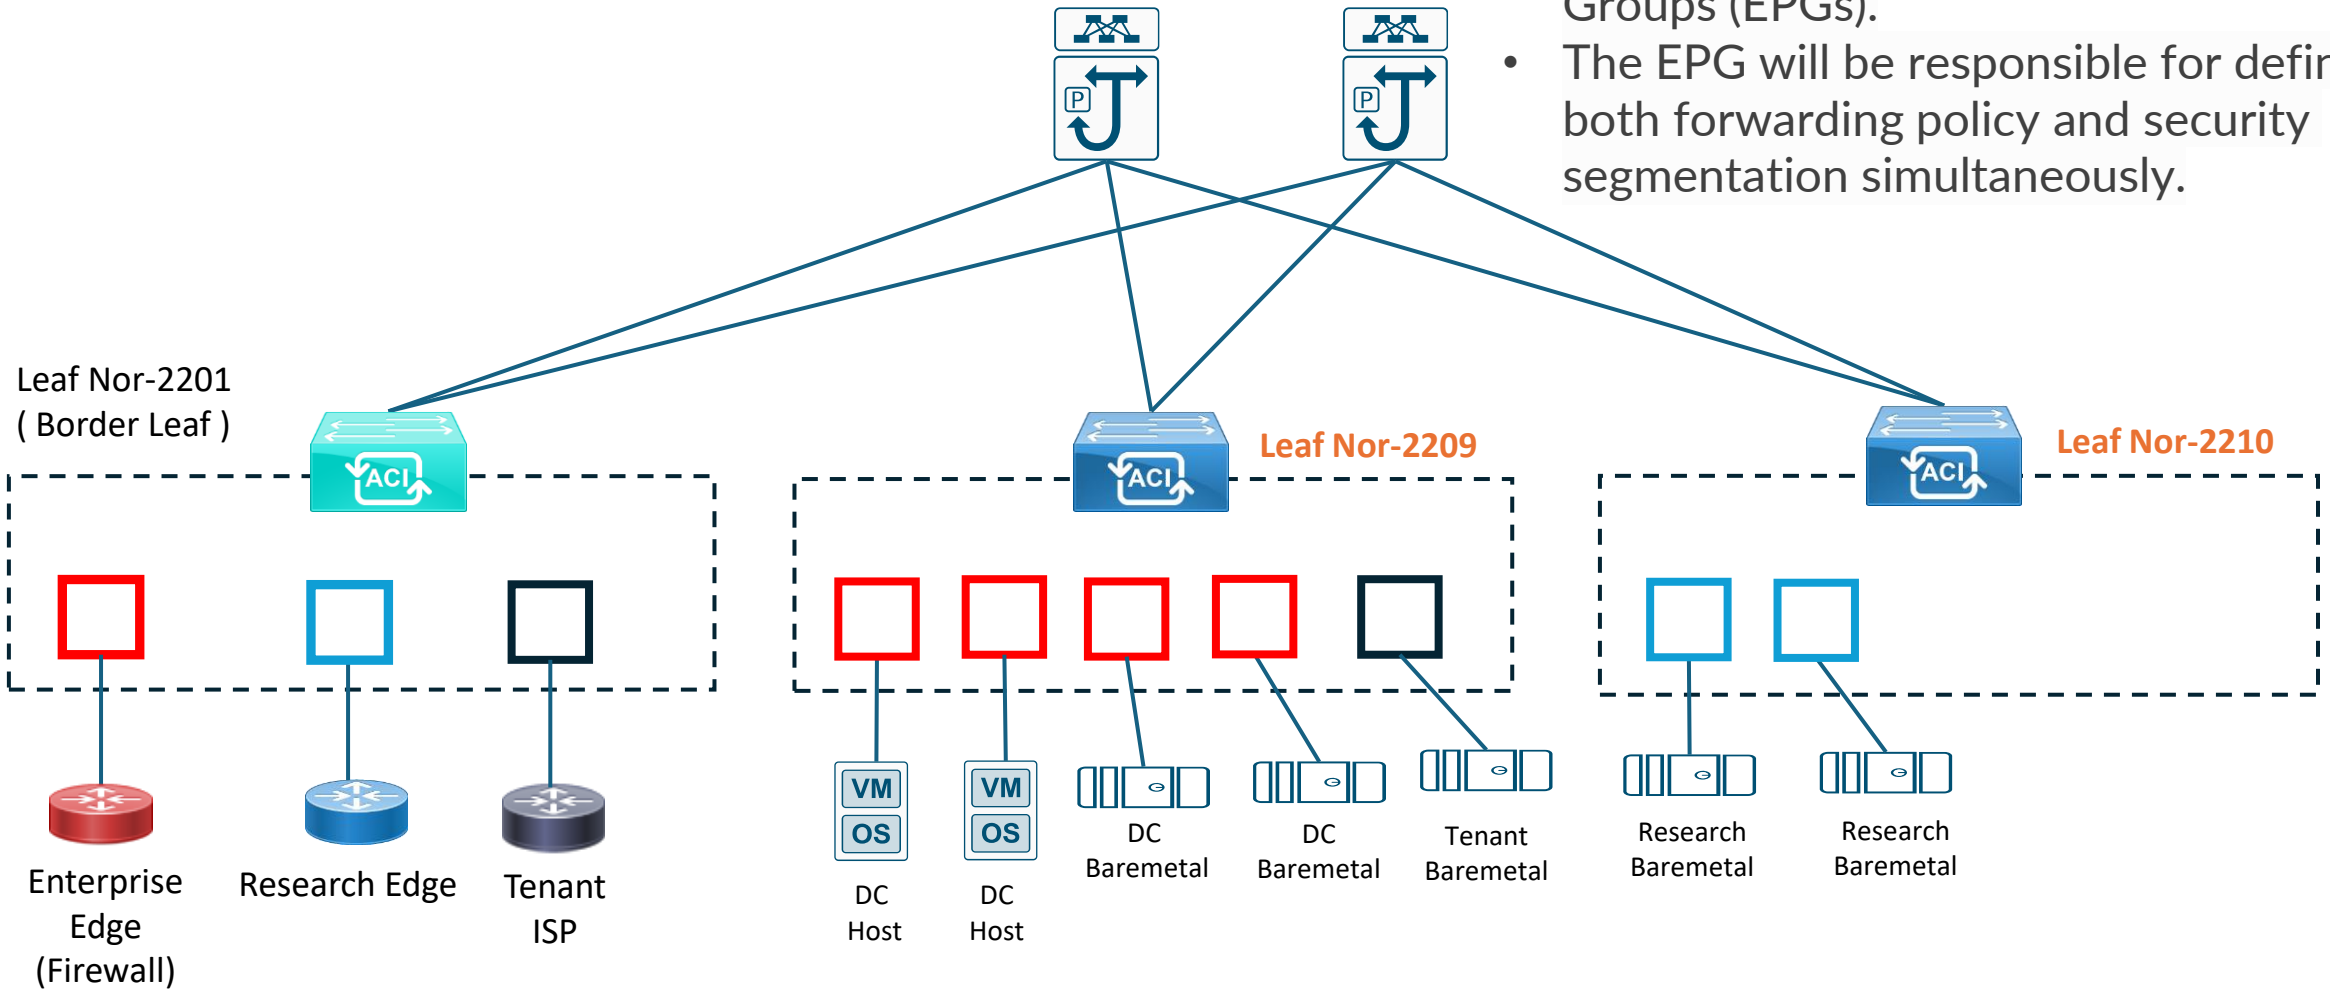 Groups (EPGs).
• The EPG will be responsible for defin
both forwarding policy and security
segmentation simultaneously.
P
P
Leaf Nor-2201
( Border Leaf )
Leaf Nor-2209
Leaf Nor-2210
ACI
ACI
ACI
VM
OS
VM
OS
Enterprise
Edge
(Firewall)
Research Edge
Tenant
ISP
DC
Host
DC
Host
DC
Baremetal
DC
Baremetal
Tenant
Baremetal
Research
Baremetal
Research
Baremetal